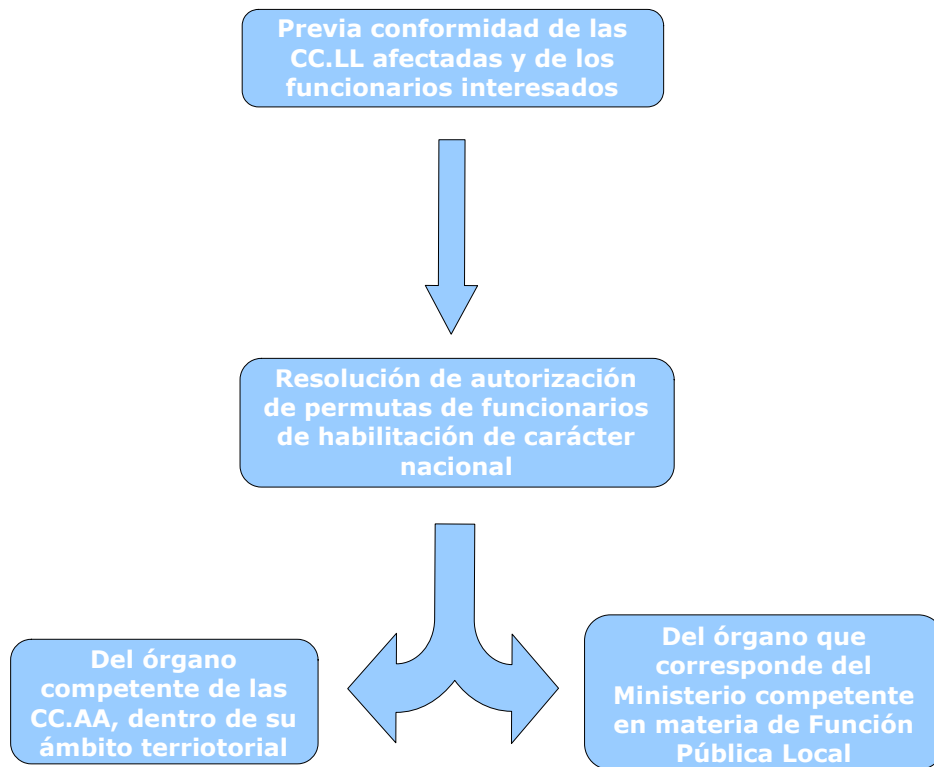 Previa conformidad de las
CC.LL afectadas y de los
funcionarios interesados
Resolución de autorización
de permutas de funcionarios
de habilitación de carácter
nacional
Del órgano
competente de las
CC.AA, dentro de su
ámbito terriotorial
Del órgano que
corresponde del
Ministerio competente
en materia de Función
Pública Local